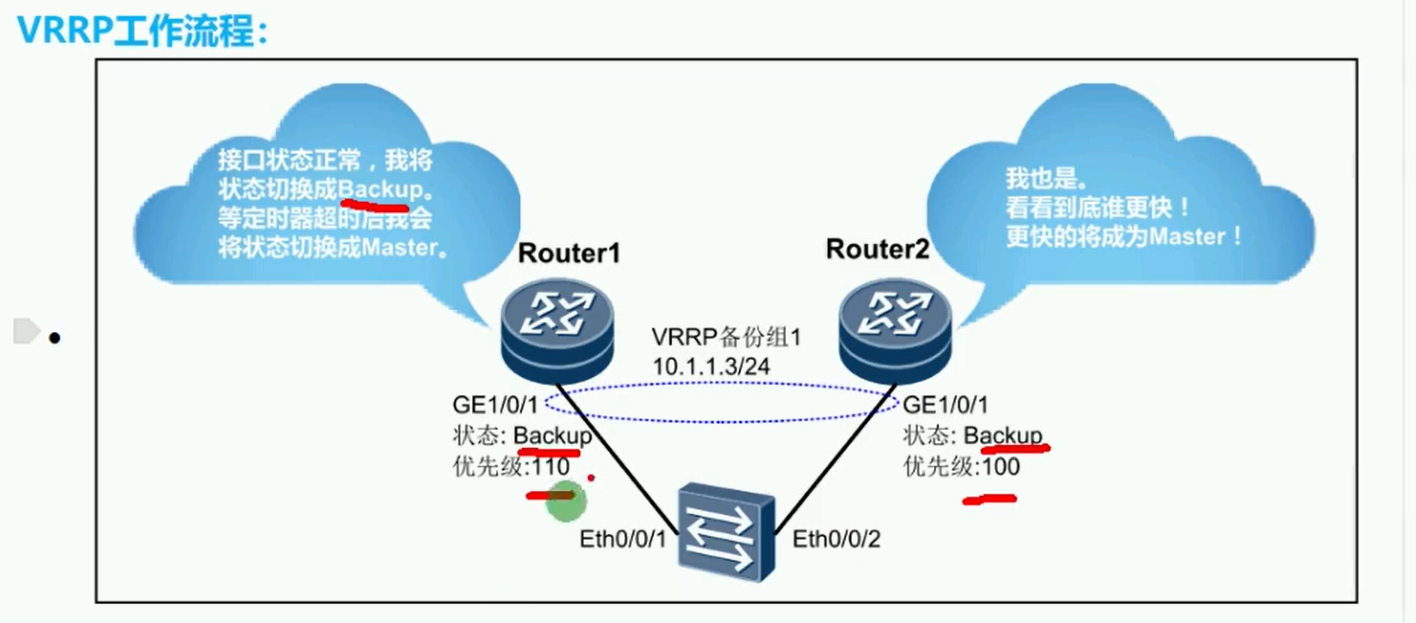 VRRP工作流程：
接口状态正常，我将
状态切换成Backup。
等定时器超时后我会
将状态切换成Master。
我也是。
看看到底谁更快！
更快的将成为Master！
Router1
Router2
VRRP备份组1
10.1.1.3/24
GE1/0/1
状态: Backup
优先级:110
GE1/0/1
状态: Backup
优先级:100
Eth0/0/1
Eth0/0/2